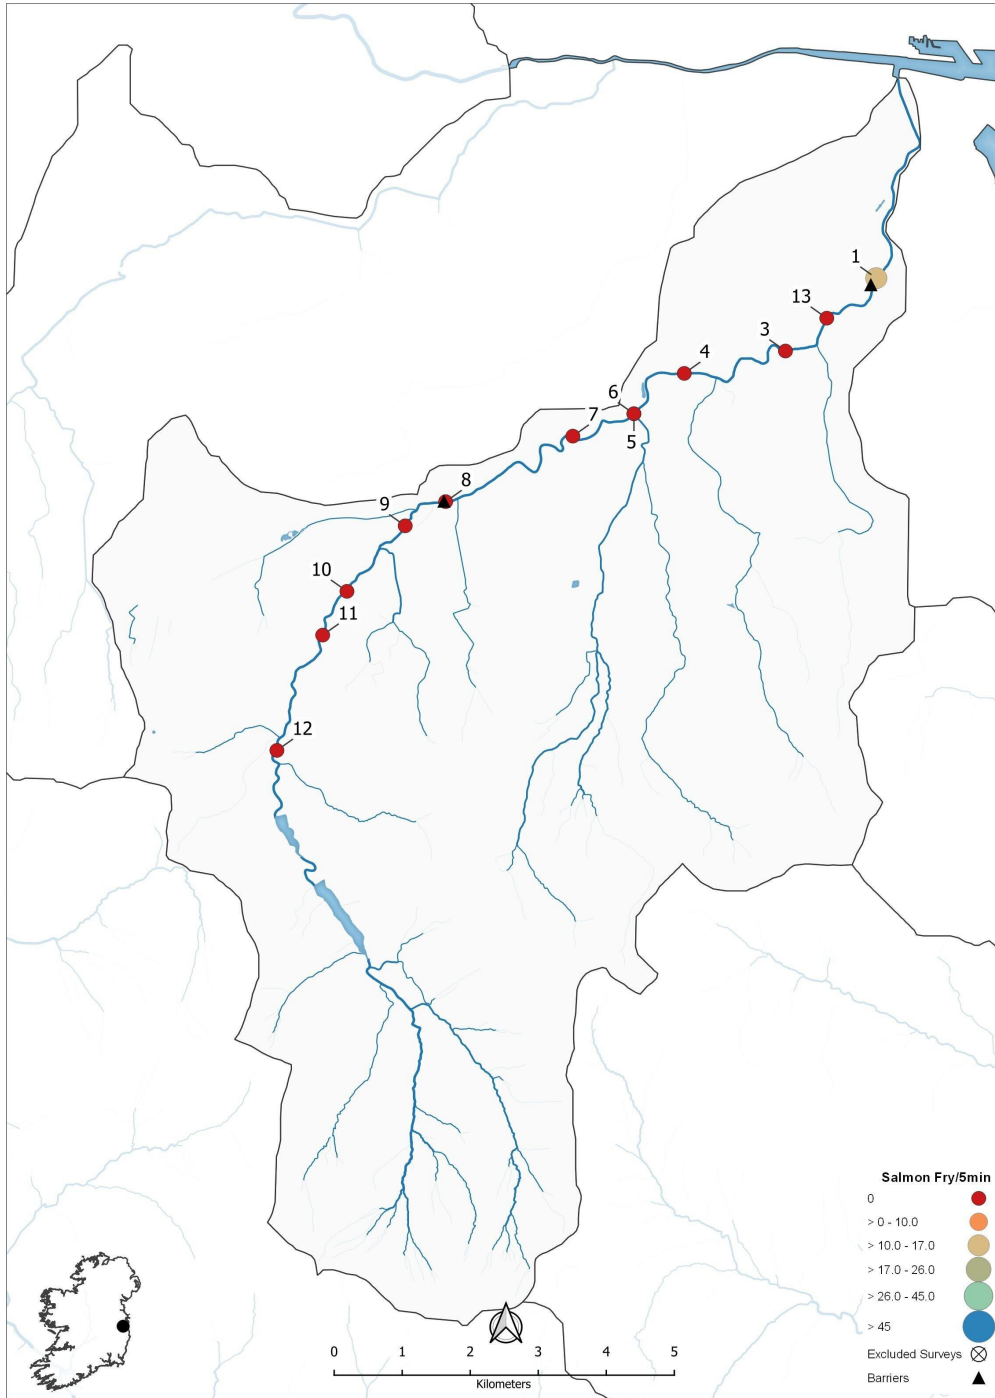 1
13
3
4
6
5
7
8
9
10
11
12
Salmon Fry/5min
0
> 0 - 10.0
> 10.0 - 17.0
> 17.0 - 26.0
> 26.0 - 45.0
> 45
Excluded Surveys
Barriers
0 1 2 3 4 5
Kilometers